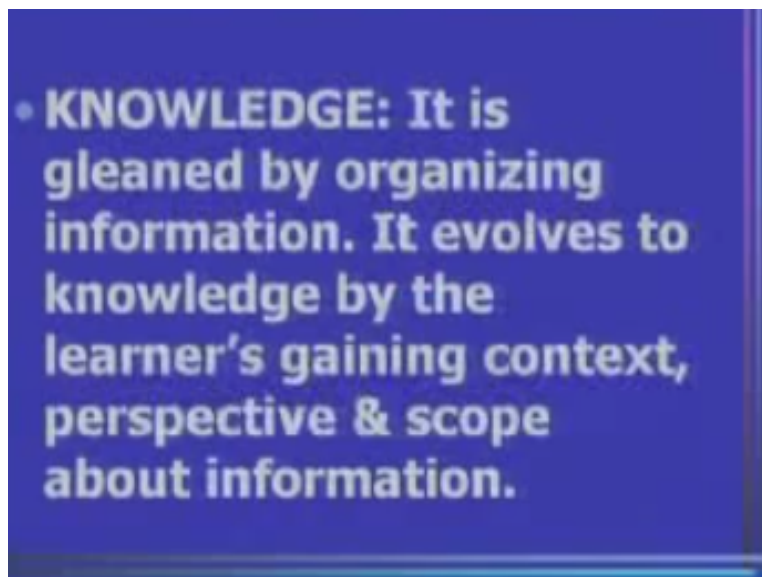 • KNOWLEDGE: It is
gleaned by organizing
information. It evolves to
knowledge by the
learner's gaining context,
perspective & scope
about information.